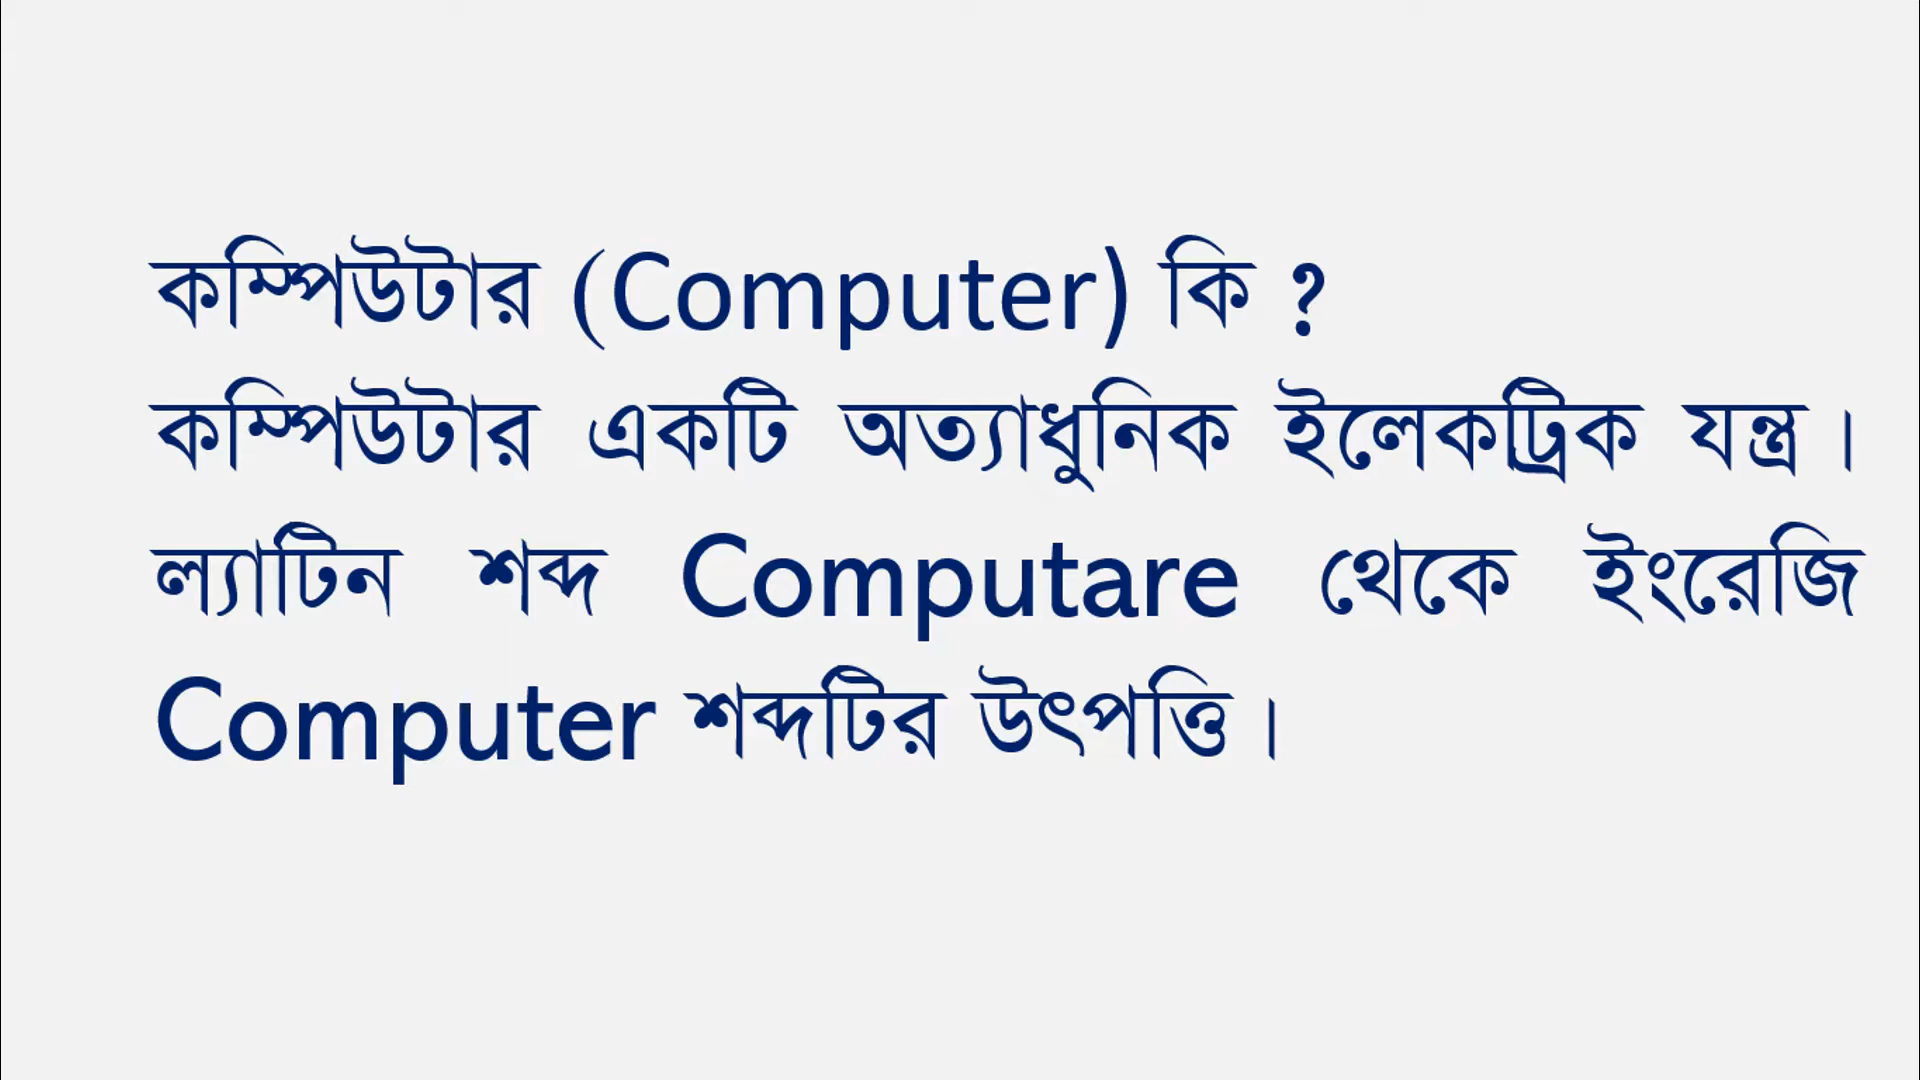 কম্পিউটার (Computer) কি ?
কম্পিউটার একটি অত্যাধুনিক ইলেকট্রিক যন্ত্র।
ল্যাটিন শব্দ Computare থেকে ইংরেজি
Computer শব্দটির উৎপত্তি।